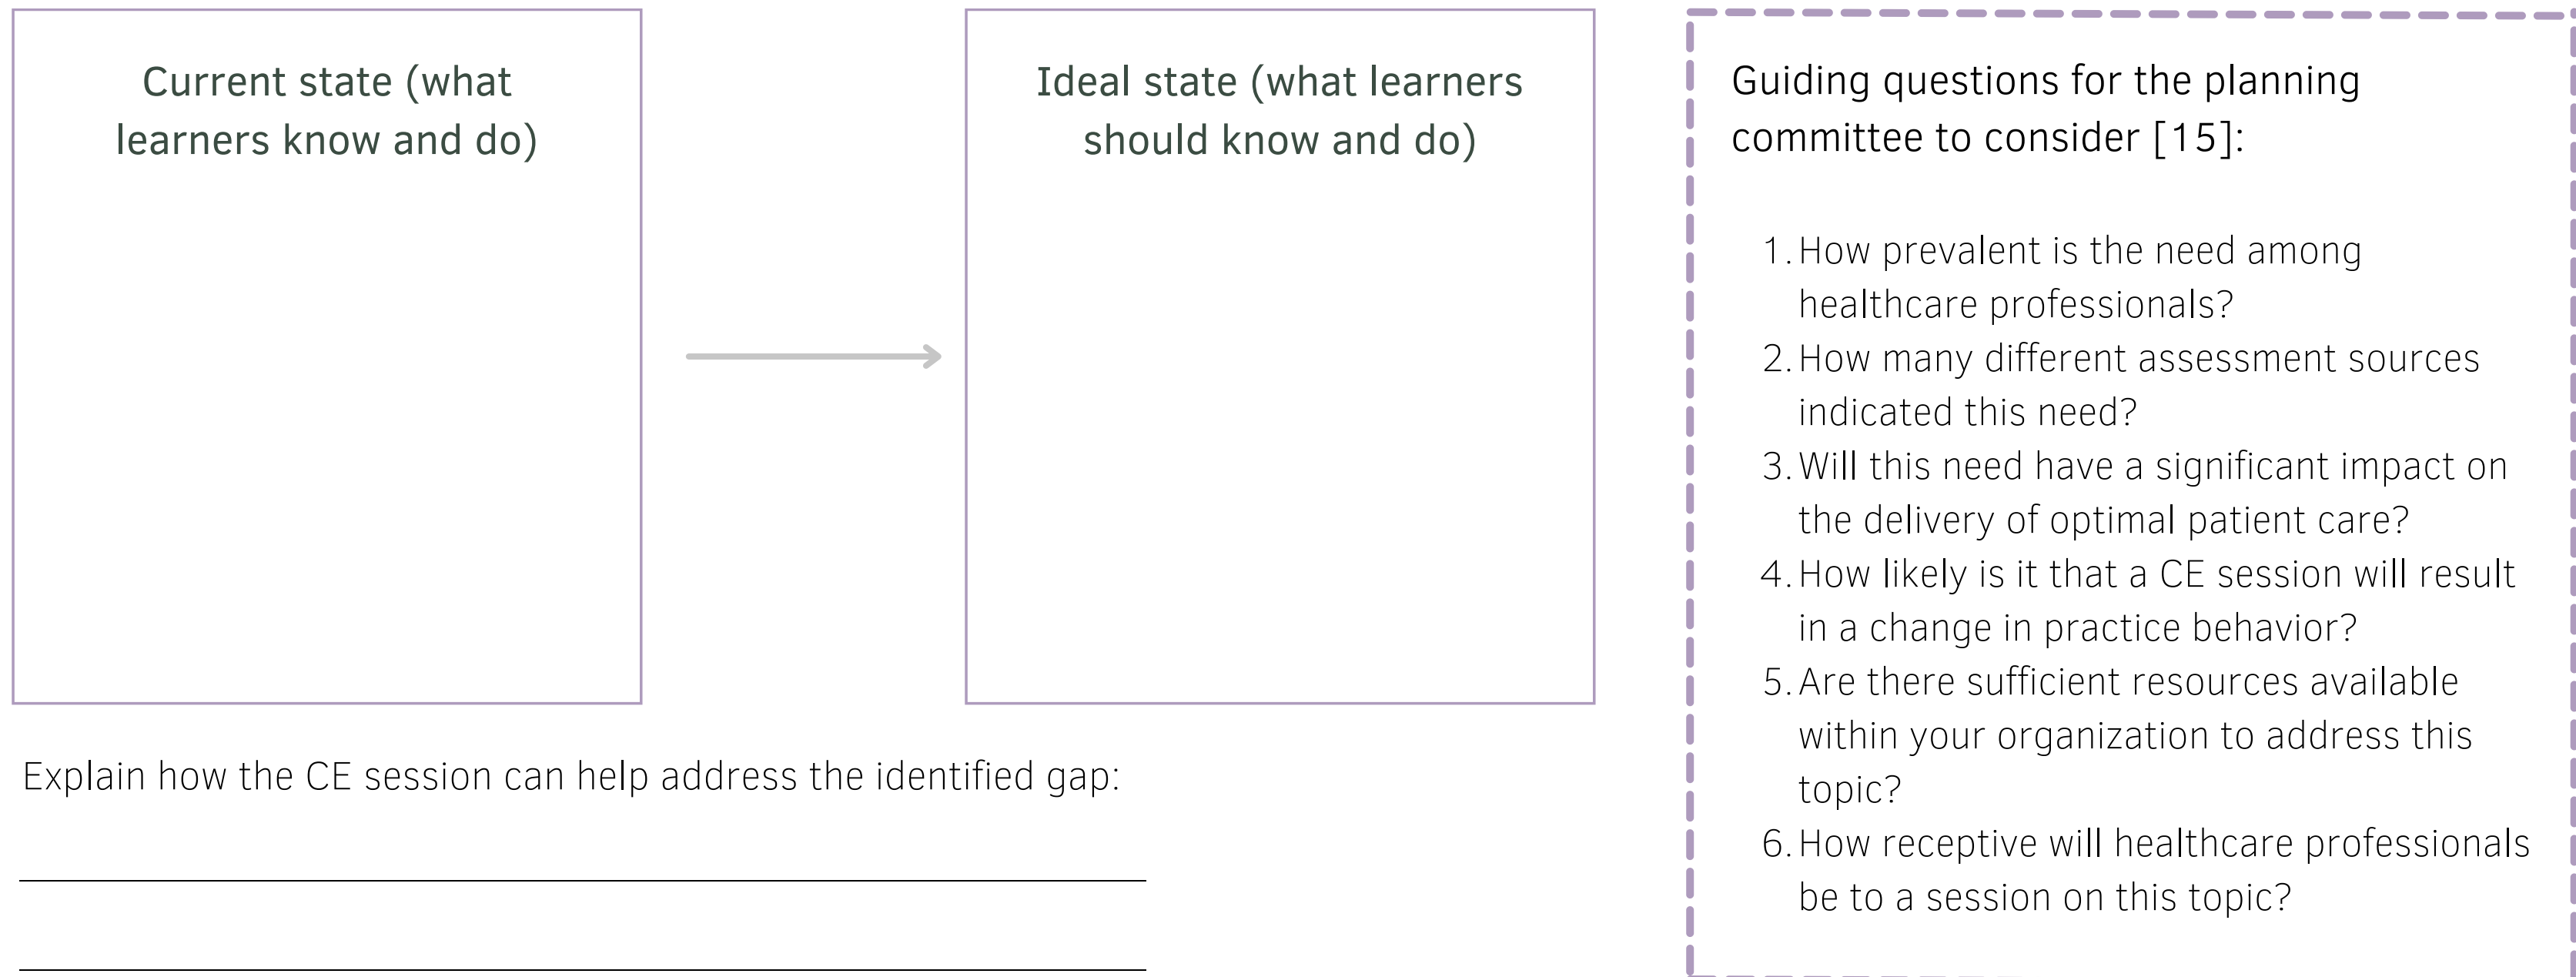 Current state (what
learners know and do)
Ideal state (what learners
should know and do)
Explain how the CE session can help address the identified gap:
Guiding questions for the planning
committee to consider [15]:
1. How prevalent is the need among
healthcare professionals?
2. How many different assessment sources
indicated this need?
3. Will this need have a significant impact on
the delivery of optimal patient care?
4. How likely is it that a CE session will result
in a change in practice behavior?
5. Are there sufficient resources available
within your organization to address this
topic?
6. How receptive will healthcare professionals
be to a session on this topic?